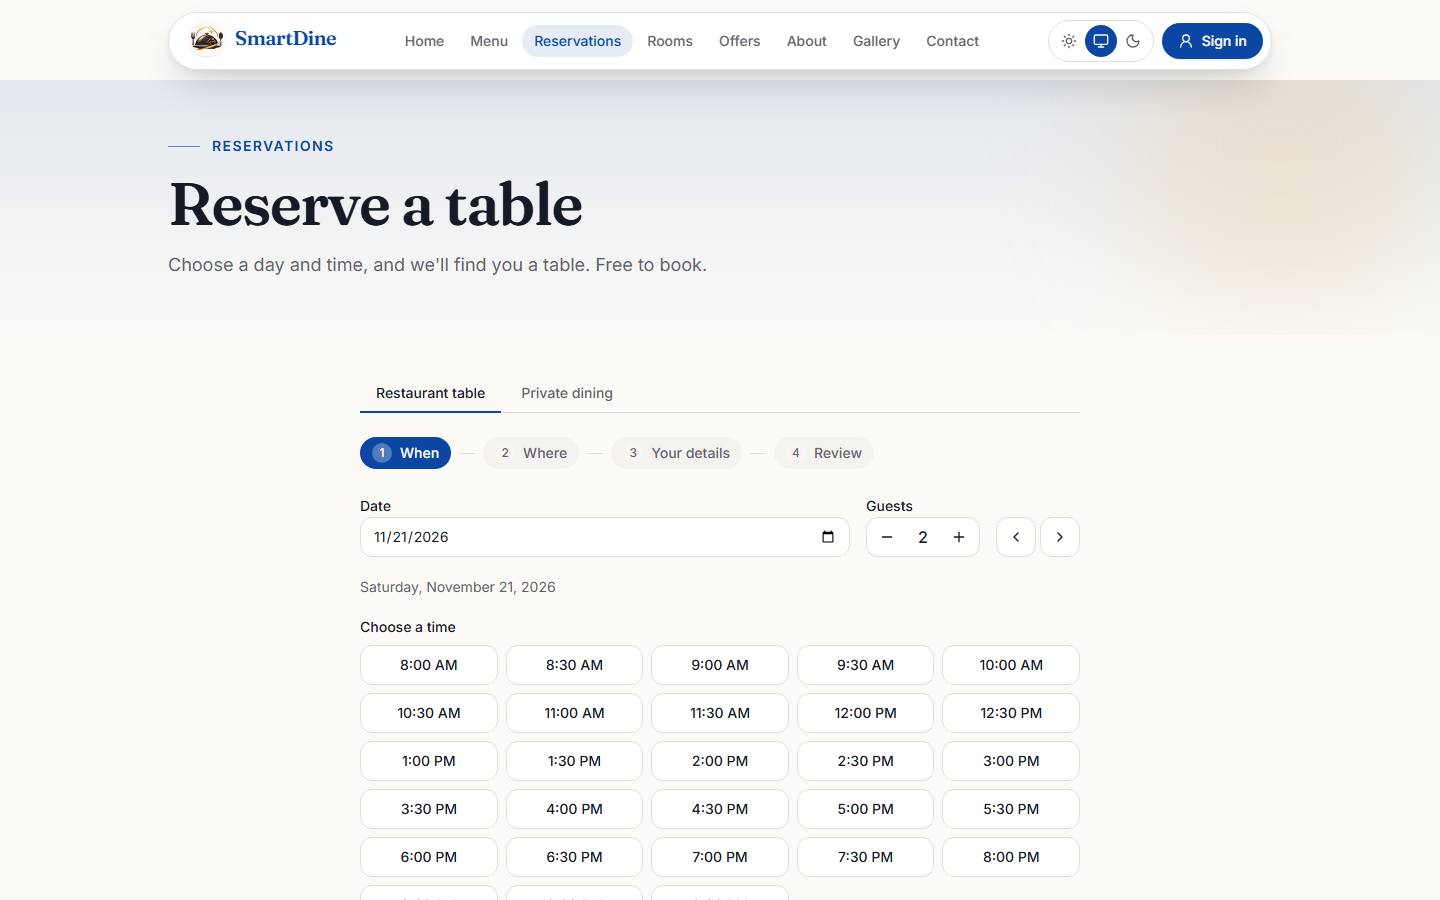 SmartDine
Home Menu Reservations Rooms Offers About Gallery Contact
Sign in
RESERVATIONS
Reserve a table
Choose a day and time, and we'll find you a table. Free to book.
Restaurant table Private dining
1 When 2 Where 3 Your details 4 Review
Date Guests
11/21/2026 2
Saturday, November 21, 2026
Choose a time
8:00 AM 8:30 AM 9:00 AM 9:30 AM 10:00 AM
10:30 AM 11:00 AM 11:30 AM 12:00 PM 12:30 PM
1:00 PM 1:30 PM 2:00 PM 2:30 PM 3:00 PM
3:30 PM 4:00 PM 4:30 PM 5:00 PM 5:30 PM
6:00 PM 6:30 PM 7:00 PM 7:30 PM 8:00 PM